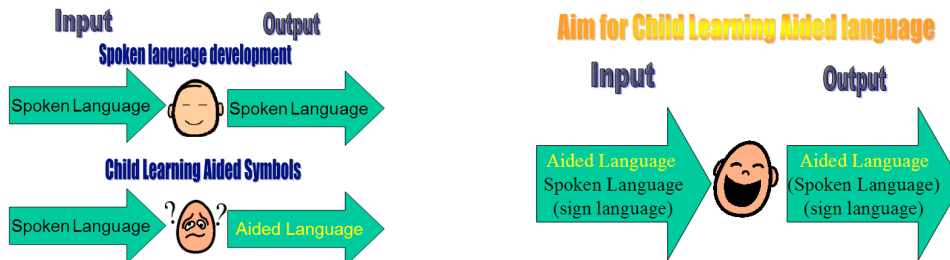 Input
Output
Spoken language development
Spoken Language
Spoken Language
Child Learning Aided Symbols
Spoken Language
? ?
Aided Language
Aim for Child Learning Aided language
Input
Output
Aided Language
Spoken Language
(sign language)
Aided Language
(Spoken Language)
(sign language)